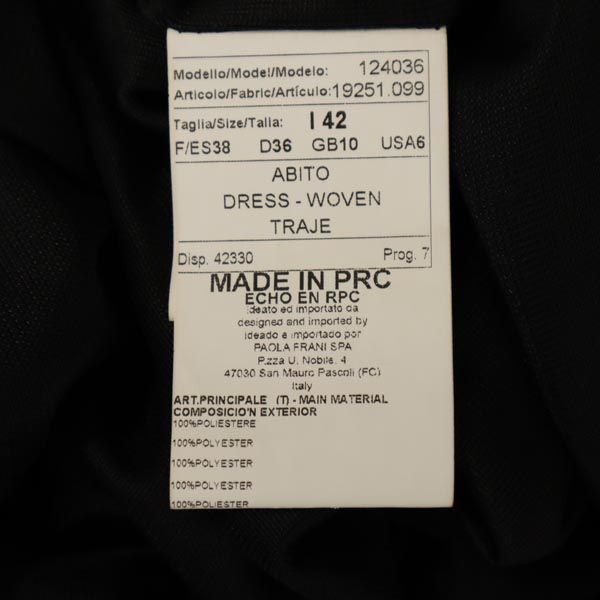 Modello/Model/Modelo: 124036
Articolo/Fabric/Artículo: 19251.099
Taglia/Size/Talla: I 42
F/ES38 D36 GB10 USA6
ABITO
DRESS - WOVEN
TRAJE
Disp. 42330 Prog. 7
MADE IN PRC
ECHO EN RPC
ideato ed importato da
designed and imported by
ideado e importado por
PAOLA FRANI SPA
P.zza U. Nobile, 4
47030 San Mauro Pascoli (FC)
Italy
ART.PRINCIPALE (T) - MAIN MATERIAL
COMPOSICIO'N EXTERIOR
100%POLIESTERE
100%POLYESTER
100%POLYESTER
100%POLYESTER
100%POLIESTER